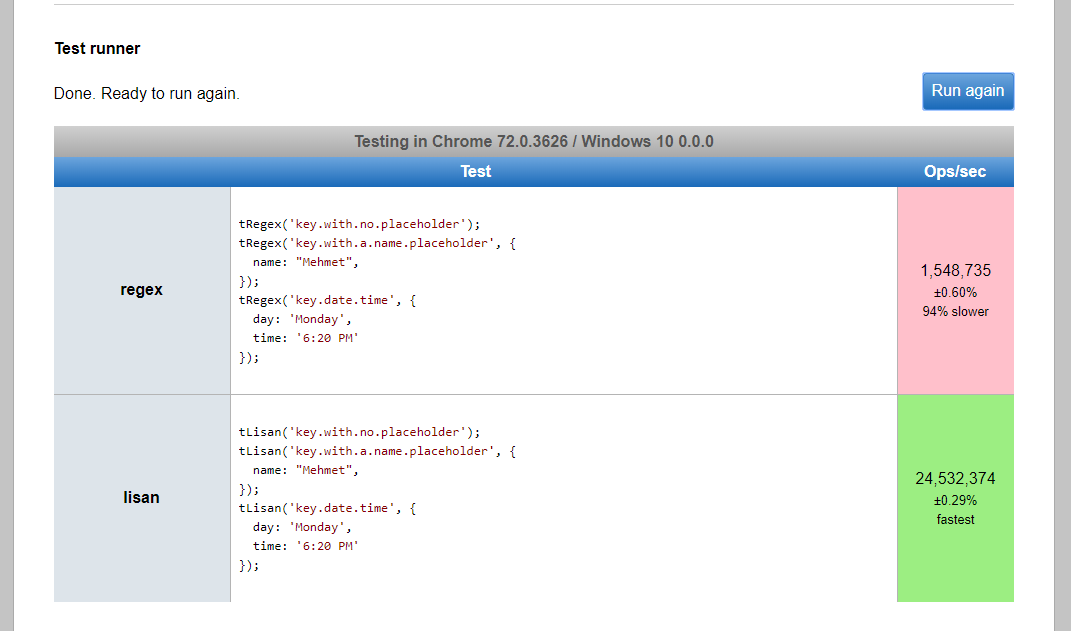 Test runner
Done. Ready to run again.
Run again
Testing in Chrome 72.0.3626 / Windows 10 0.0.0
Test
Ops/sec
regex
tRegex('key.with.no.placeholder');
tRegex('key.with.a.name.placeholder', {
  name: "Mehmet",
});
tRegex('key.date.time', {
  day: 'Monday',
  time: '6:20 PM'
});
1,548,735
±0.60%
94% slower
lisan
tLisan('key.with.no.placeholder');
tLisan('key.with.a.name.placeholder', {
  name: "Mehmet",
});
tLisan('key.date.time', {
  day: 'Monday',
  time: '6:20 PM'
});
24,532,374
±0.29%
fastest